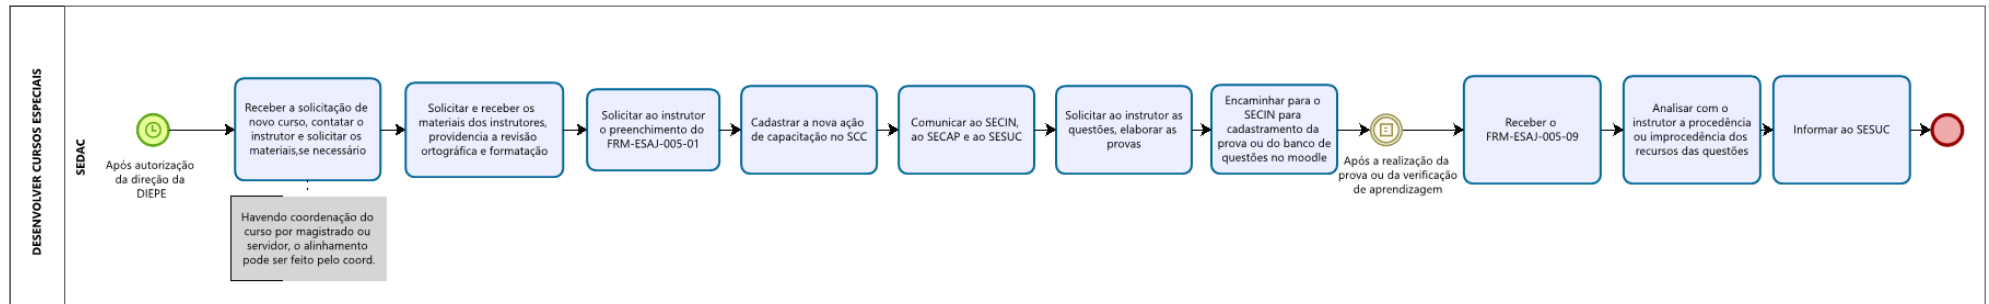 DESENVOLVER CURSOS ESPECIAIS
SEDAC
Após autorização
da direção da
DIEPE
Receber a solicitação de
novo curso, contatar o
instrutor e solicitar os
materiais,se necessário
Havendo coordenação do
curso por magistrado ou
servidor, o alinhamento
pode ser feito pelo coord.
Solicitar e receber os
materiais dos instrutores,
providencia a revisão
ortográfica e formatação
Solicitar ao instrutor
o preenchimento do
FRM-ESAJ-005-01
Cadastrar a nova ação
de capacitação no SCC
Comunicar ao SECIN,
ao SECAP e ao SESUC
Solicitar ao instrutor as
questões, elaborar as
provas
Encaminhar para o
SECIN para
cadastramento da
prova ou do banco de
questões no moodle
Após a realização da
prova ou da verificação
de aprendizagem
Receber o
FRM-ESAJ-005-09
Analisar com o
instrutor a procedência
ou improcedência dos
recursos das questões
Informar ao SESUC